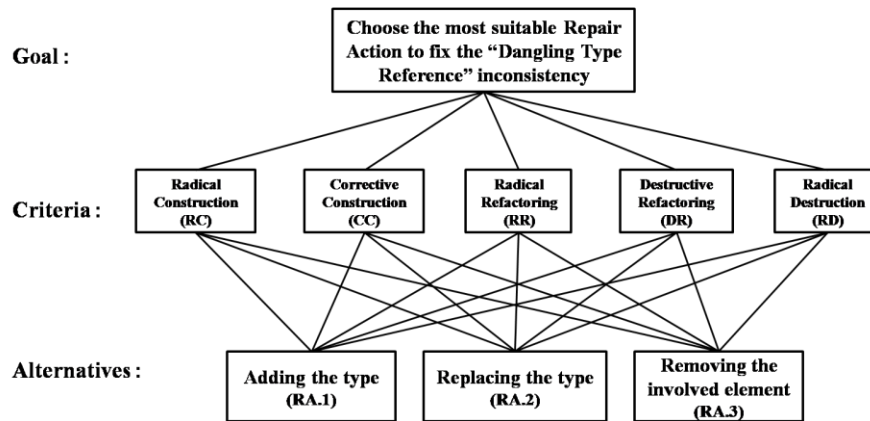 Goal :
Choose the most suitable Repair
Action to fix the “Dangling Type
Reference” inconsistency
Criteria :
Radical
Construction
(RC)
Corrective
Construction
(CC)
Radical
Refactoring
(RR)
Destructive
Refactoring
(DR)
Radical
Destruction
(RD)
Alternatives :
Adding the type
(RA.1)
Replacing the type
(RA.2)
Removing the
involved element
(RA.3)